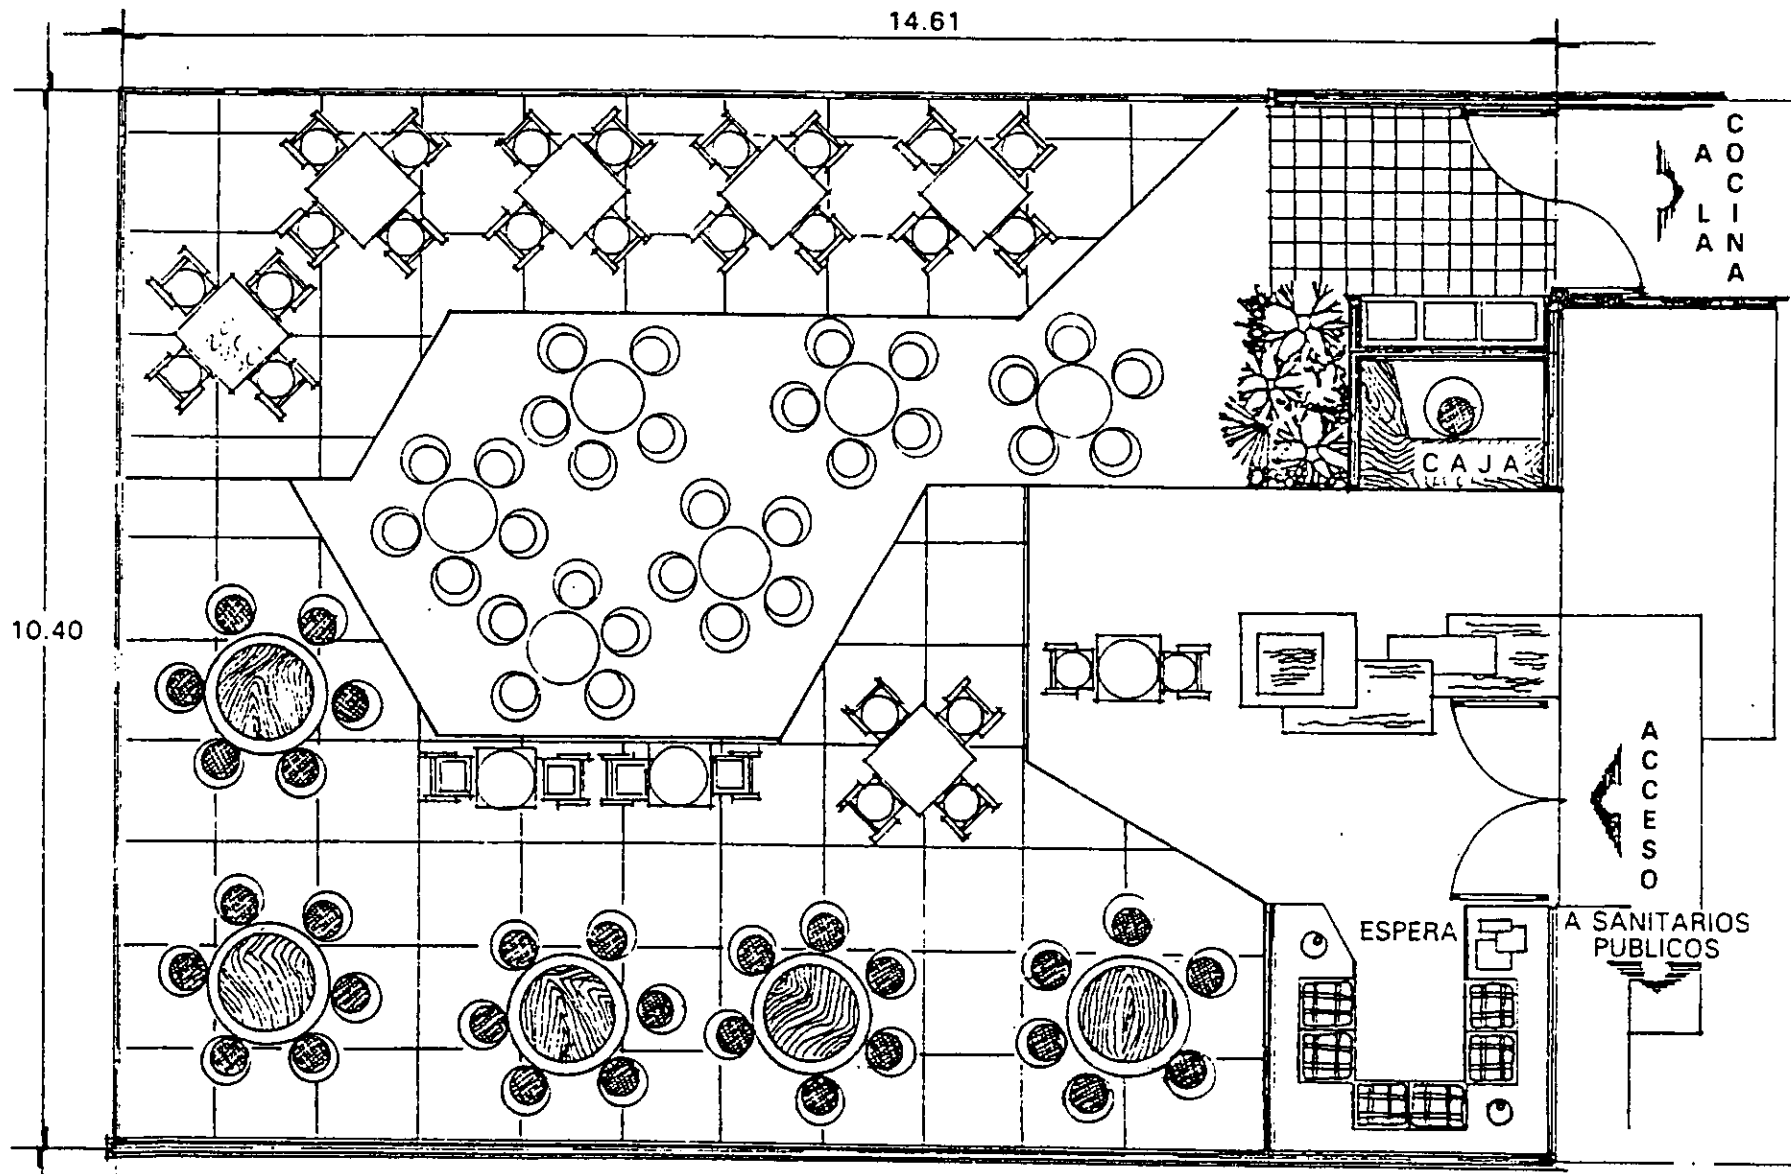 14.61
A LA
COCINA
10.40
CAJA
ACCESO
ESPERA
A SANITARIOS
PUBLICOS